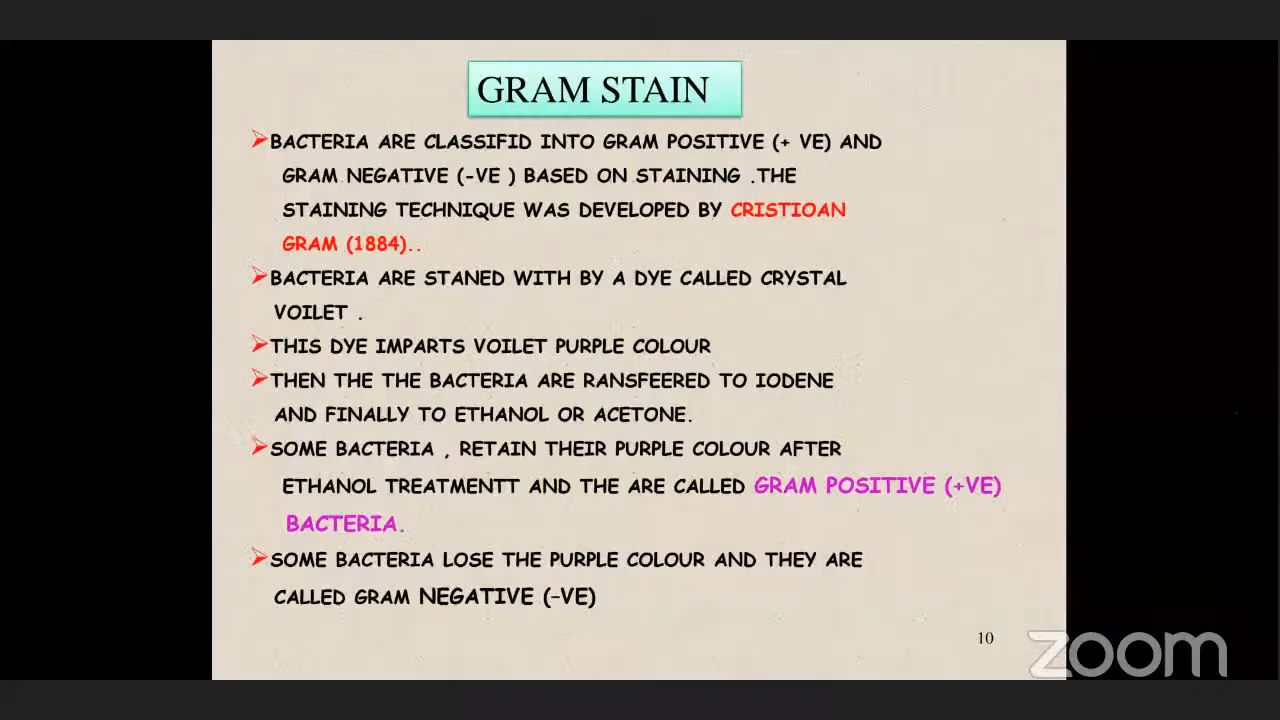 GRAM STAIN
BACTERIA ARE CLASSIFID INTO GRAM POSITIVE (+ VE) AND
GRAM NEGATIVE (-VE ) BASED ON STAINING .THE
STAINING TECHNIQUE WAS DEVELOPED BY CRISTIOAN
GRAM (1884)..
BACTERIA ARE STANED WITH BY A DYE CALLED CRYSTAL
VOILET .
THIS DYE IMPARTS VOILET PURPLE COLOUR
THEN THE THE BACTERIA ARE RANSFEERED TO IODENE
AND FINALLY TO ETHANOL OR ACETONE.
SOME BACTERIA , RETAIN THEIR PURPLE COLOUR AFTER
ETHANOL TREATMENTT AND THE ARE CALLED GRAM POSITIVE (+VE)
BACTERIA.
SOME BACTERIA LOSE THE PURPLE COLOUR AND THEY ARE
CALLED GRAM NEGATIVE (–VE)
10
zoom